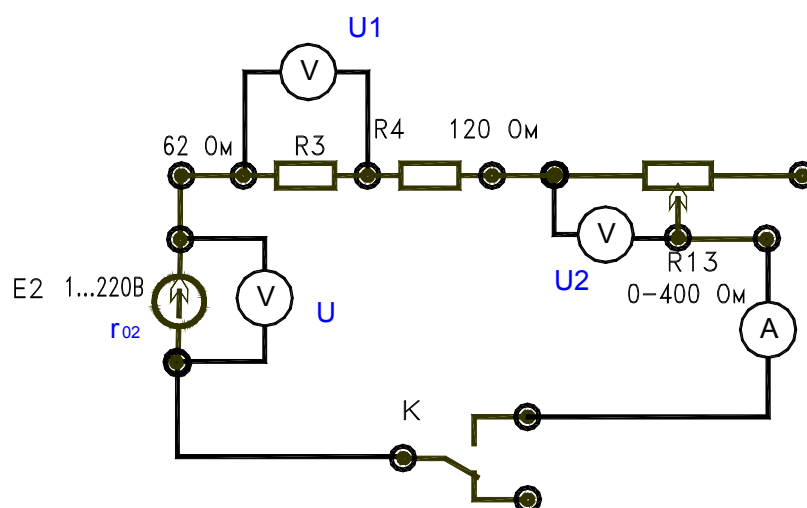 U1
V
62 Ом
R3
R4
120 Ом
V
U2
R13
0-400 Ом
E2 1...220В
r02
V
U
A
K